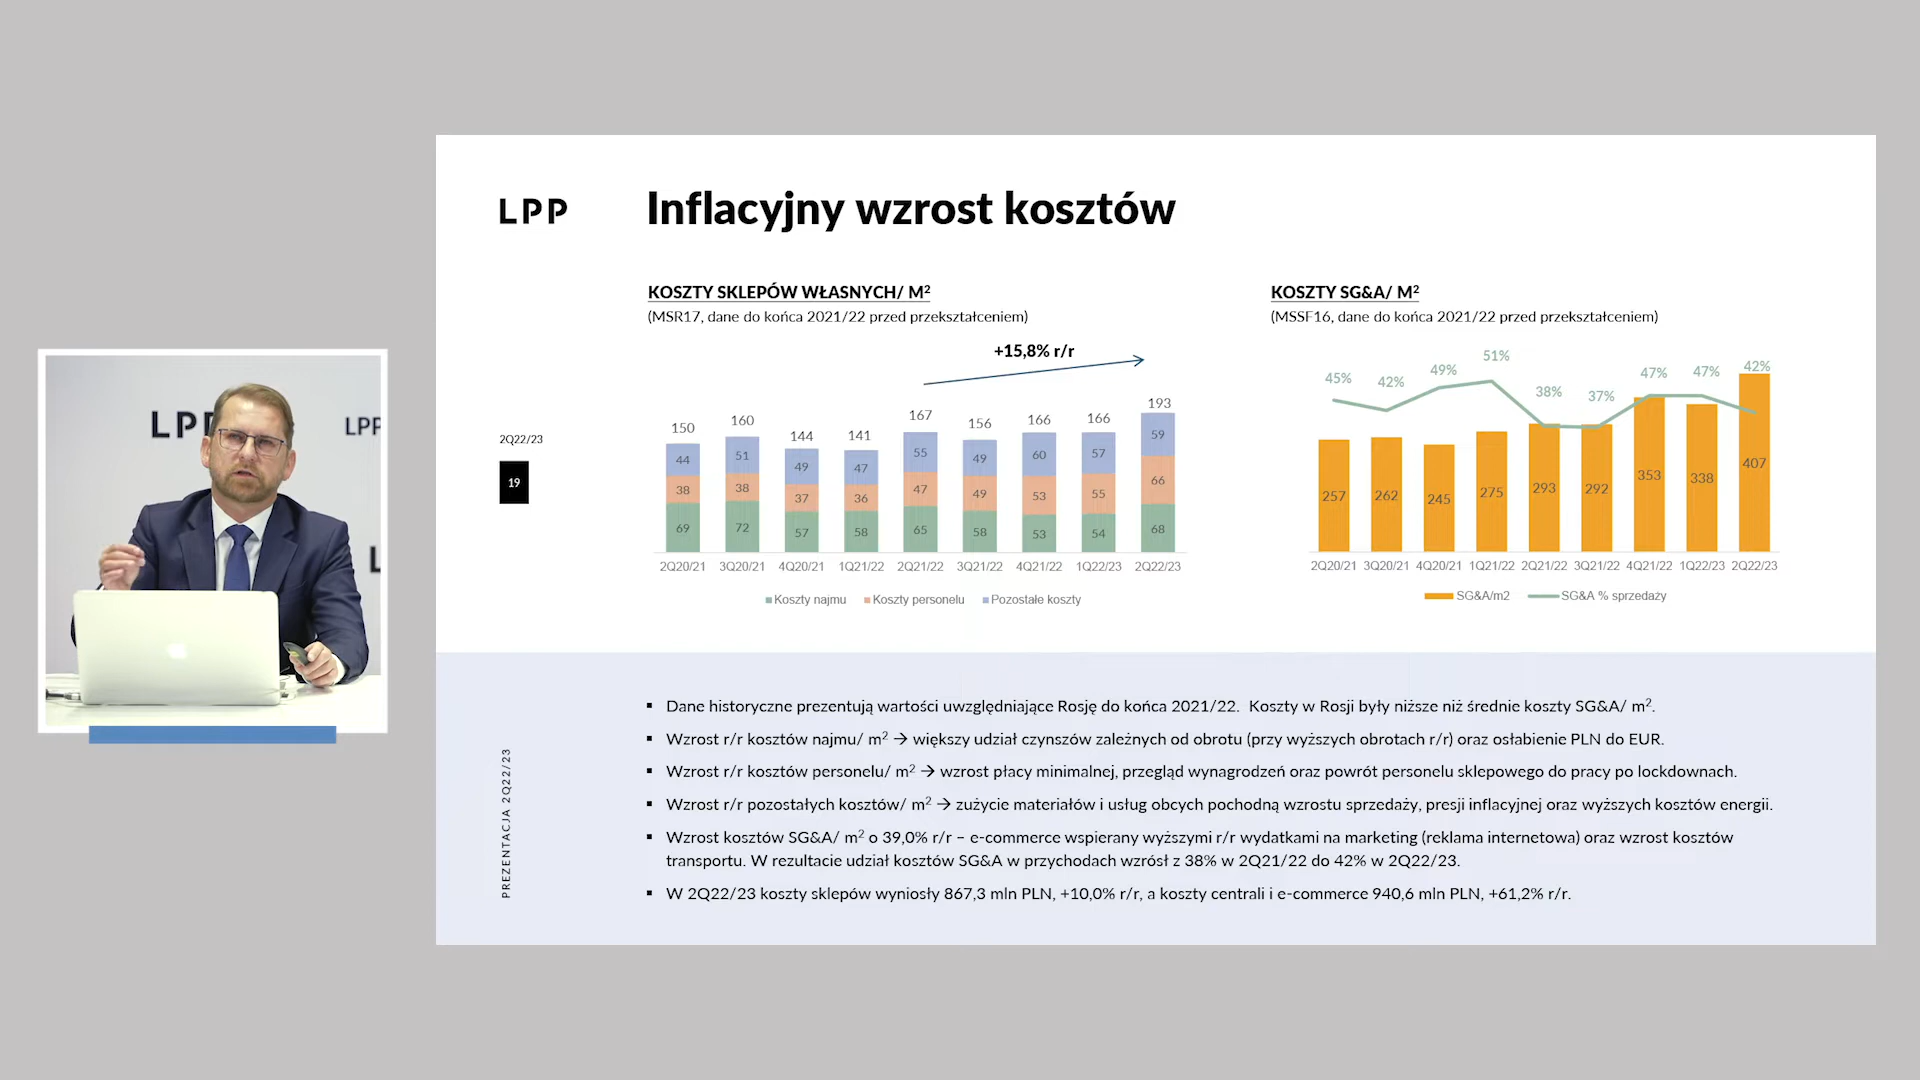 LPP
Inflacyjny wzrost kosztów
KOSZTY SKLEPÓW WŁASNYCH/ M²
(MSR17, dane do końca 2021/22 przed przekształceniem)
+15,8% r/r
150 160 144 141 167 156 166 166 193
44 51 49 47 55 49 60 57 59
38 38 37 36 47 49 53 55 66
69 72 57 58 65 58 53 54 68
2Q20/21 3Q20/21 4Q20/21 1Q21/22 2Q21/22 3Q21/22 4Q21/22 1Q22/23 2Q22/23
Koszty najmu Koszty personelu Pozostałe koszty
KOSZTY SG&A/ M²
(MSSF16, dane do końca 2021/22 przed przekształceniem)
45% 42% 49% 51% 38% 37% 47% 47% 42%
257 262 245 275 293 292 353 338 407
2Q20/21 3Q20/21 4Q20/21 1Q21/22 2Q21/22 3Q21/22 4Q21/22 1Q22/23 2Q22/23
SG&A/m2 SG&A % sprzedaży
2Q22/23
19
LPP
LPP
L
PREZENTACJA 2Q22/23
▪ Dane historyczne prezentują wartości uwzględniające Rosję do końca 2021/22. Koszty w Rosji były niższe niż średnie koszty SG&A/ m².
▪ Wzrost r/r kosztów najmu/ m² → większy udział czynszów zależnych od obrotu (przy wyższych obrotach r/r) oraz osłabienie PLN do EUR.
▪ Wzrost r/r kosztów personelu/ m² → wzrost płacy minimalnej, przegląd wynagrodzeń oraz powrót personelu sklepowego do pracy po lockdownach.
▪ Wzrost r/r pozostałych kosztów/ m² → zużycie materiałów i usług obcych pochodną wzrostu sprzedaży, presji inflacyjnej oraz wyższych kosztów energii.
▪ Wzrost kosztów SG&A/ m² o 39,0% r/r – e-commerce wspierany wyższymi r/r wydatkami na marketing (reklama internetowa) oraz wzrost kosztów
transportu. W rezultacie udział kosztów SG&A w przychodach wzrósł z 38% w 2Q21/22 do 42% w 2Q22/23.
▪ W 2Q22/23 koszty sklepów wyniosły 867,3 mln PLN, +10,0% r/r, a koszty centrali i e-commerce 940,6 mln PLN, +61,2% r/r.